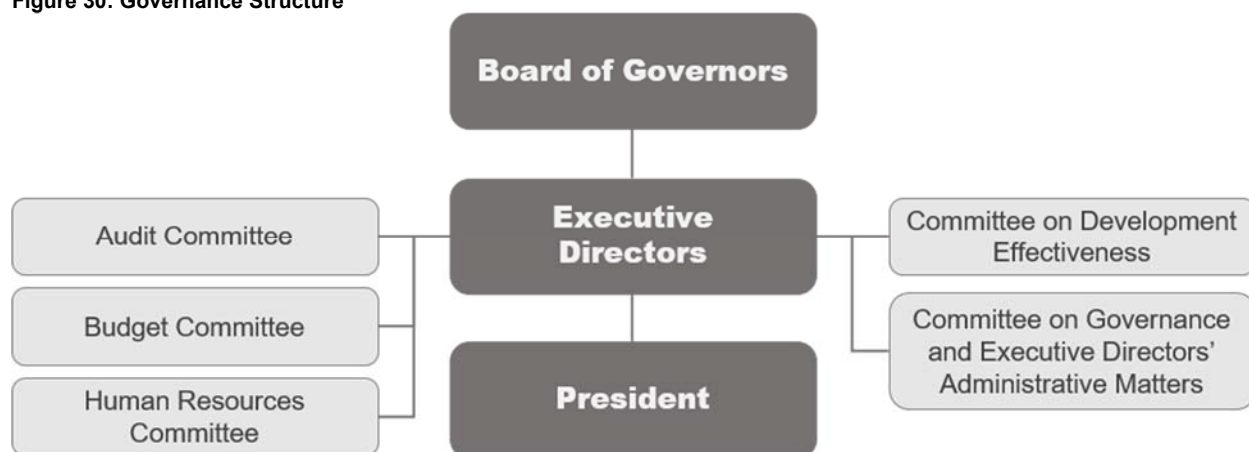 Figure 30: Governance Structure
Board of Governors
Executive
Directors
President
Audit Committee
Budget Committee
Human Resources
Committee
Committee on Development
Effectiveness
Committee on Governance
and Executive Directors’
Administrative Matters